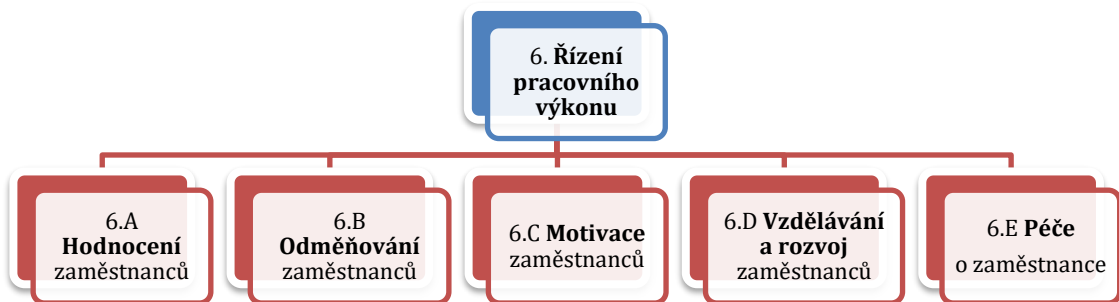 6. Řízení
pracovního
výkonu
6.A
Hodnocení
zaměstnanců
6.B
Odměňování
zaměstnanců
6.C Motivace
zaměstnanců
6.D Vzdělávání
a rozvoj
zaměstnanců
6.E Péče
o zaměstnance